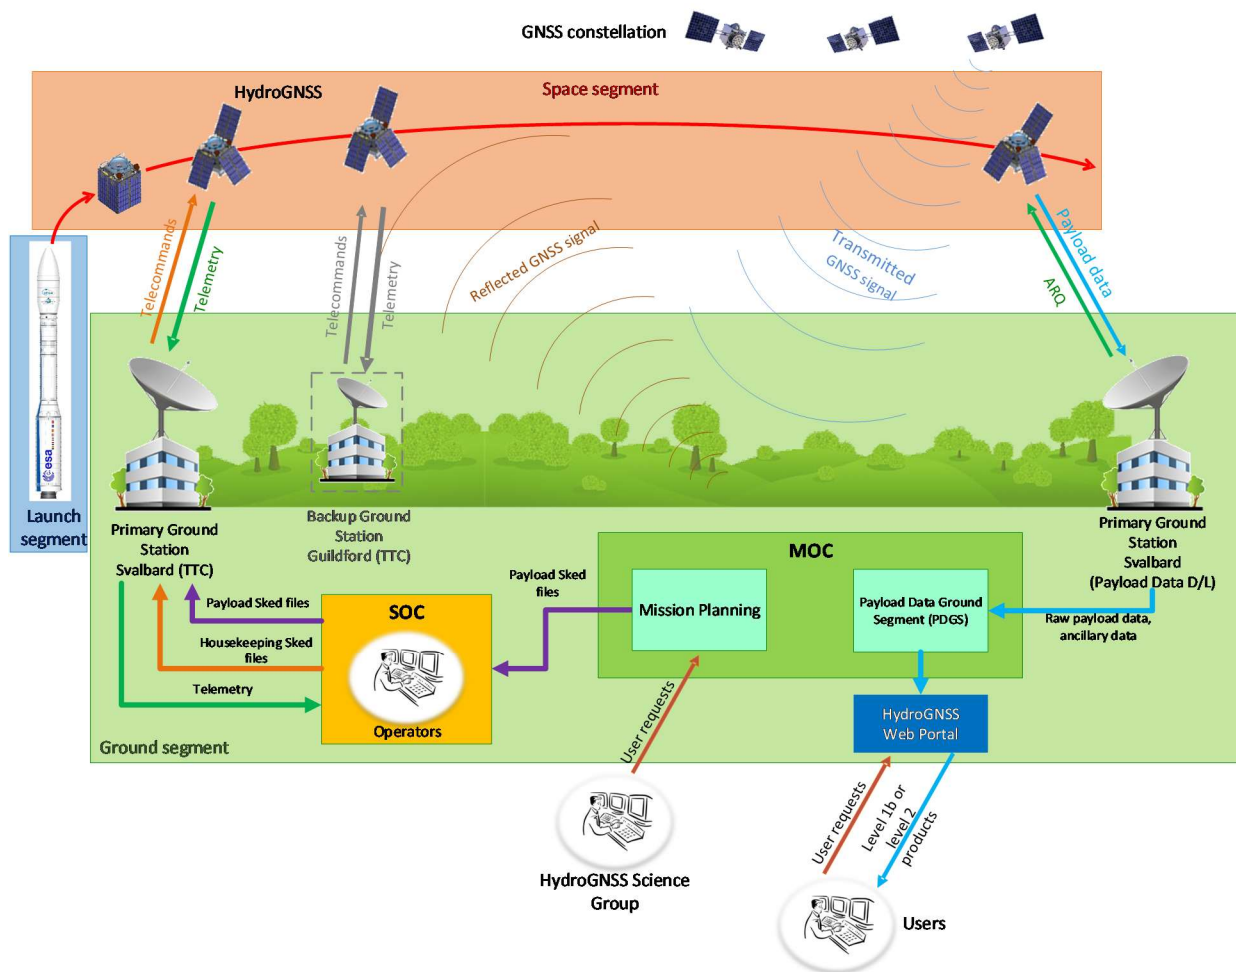 GNSS constellation
Space segment
HydroGNSS
Telecommands
Telemetry
Telecommands
Telemetry
Reflected GNSS signal
Transmitted
GNSS signal
Payload data
ARQ
esa
Launch
segment
Primary Ground
Station
Svalbard (TTC)
Backup Ground
Station
Guildford (TTC)
Primary Ground
Station
Svalbard
(Payload Data D/L)
MOC
Mission Planning
Payload Data Ground
Segment (PDGS)
Raw payload data,
ancillary data
Payload Sked
files
SOC
Operators
Payload Sked files
Housekeeping Sked
files
Telemetry
Ground segment
HydroGNSS
Web Portal
User requests
User requests
Level 1b or
level 2
products
HydroGNSS Science
Group
Users